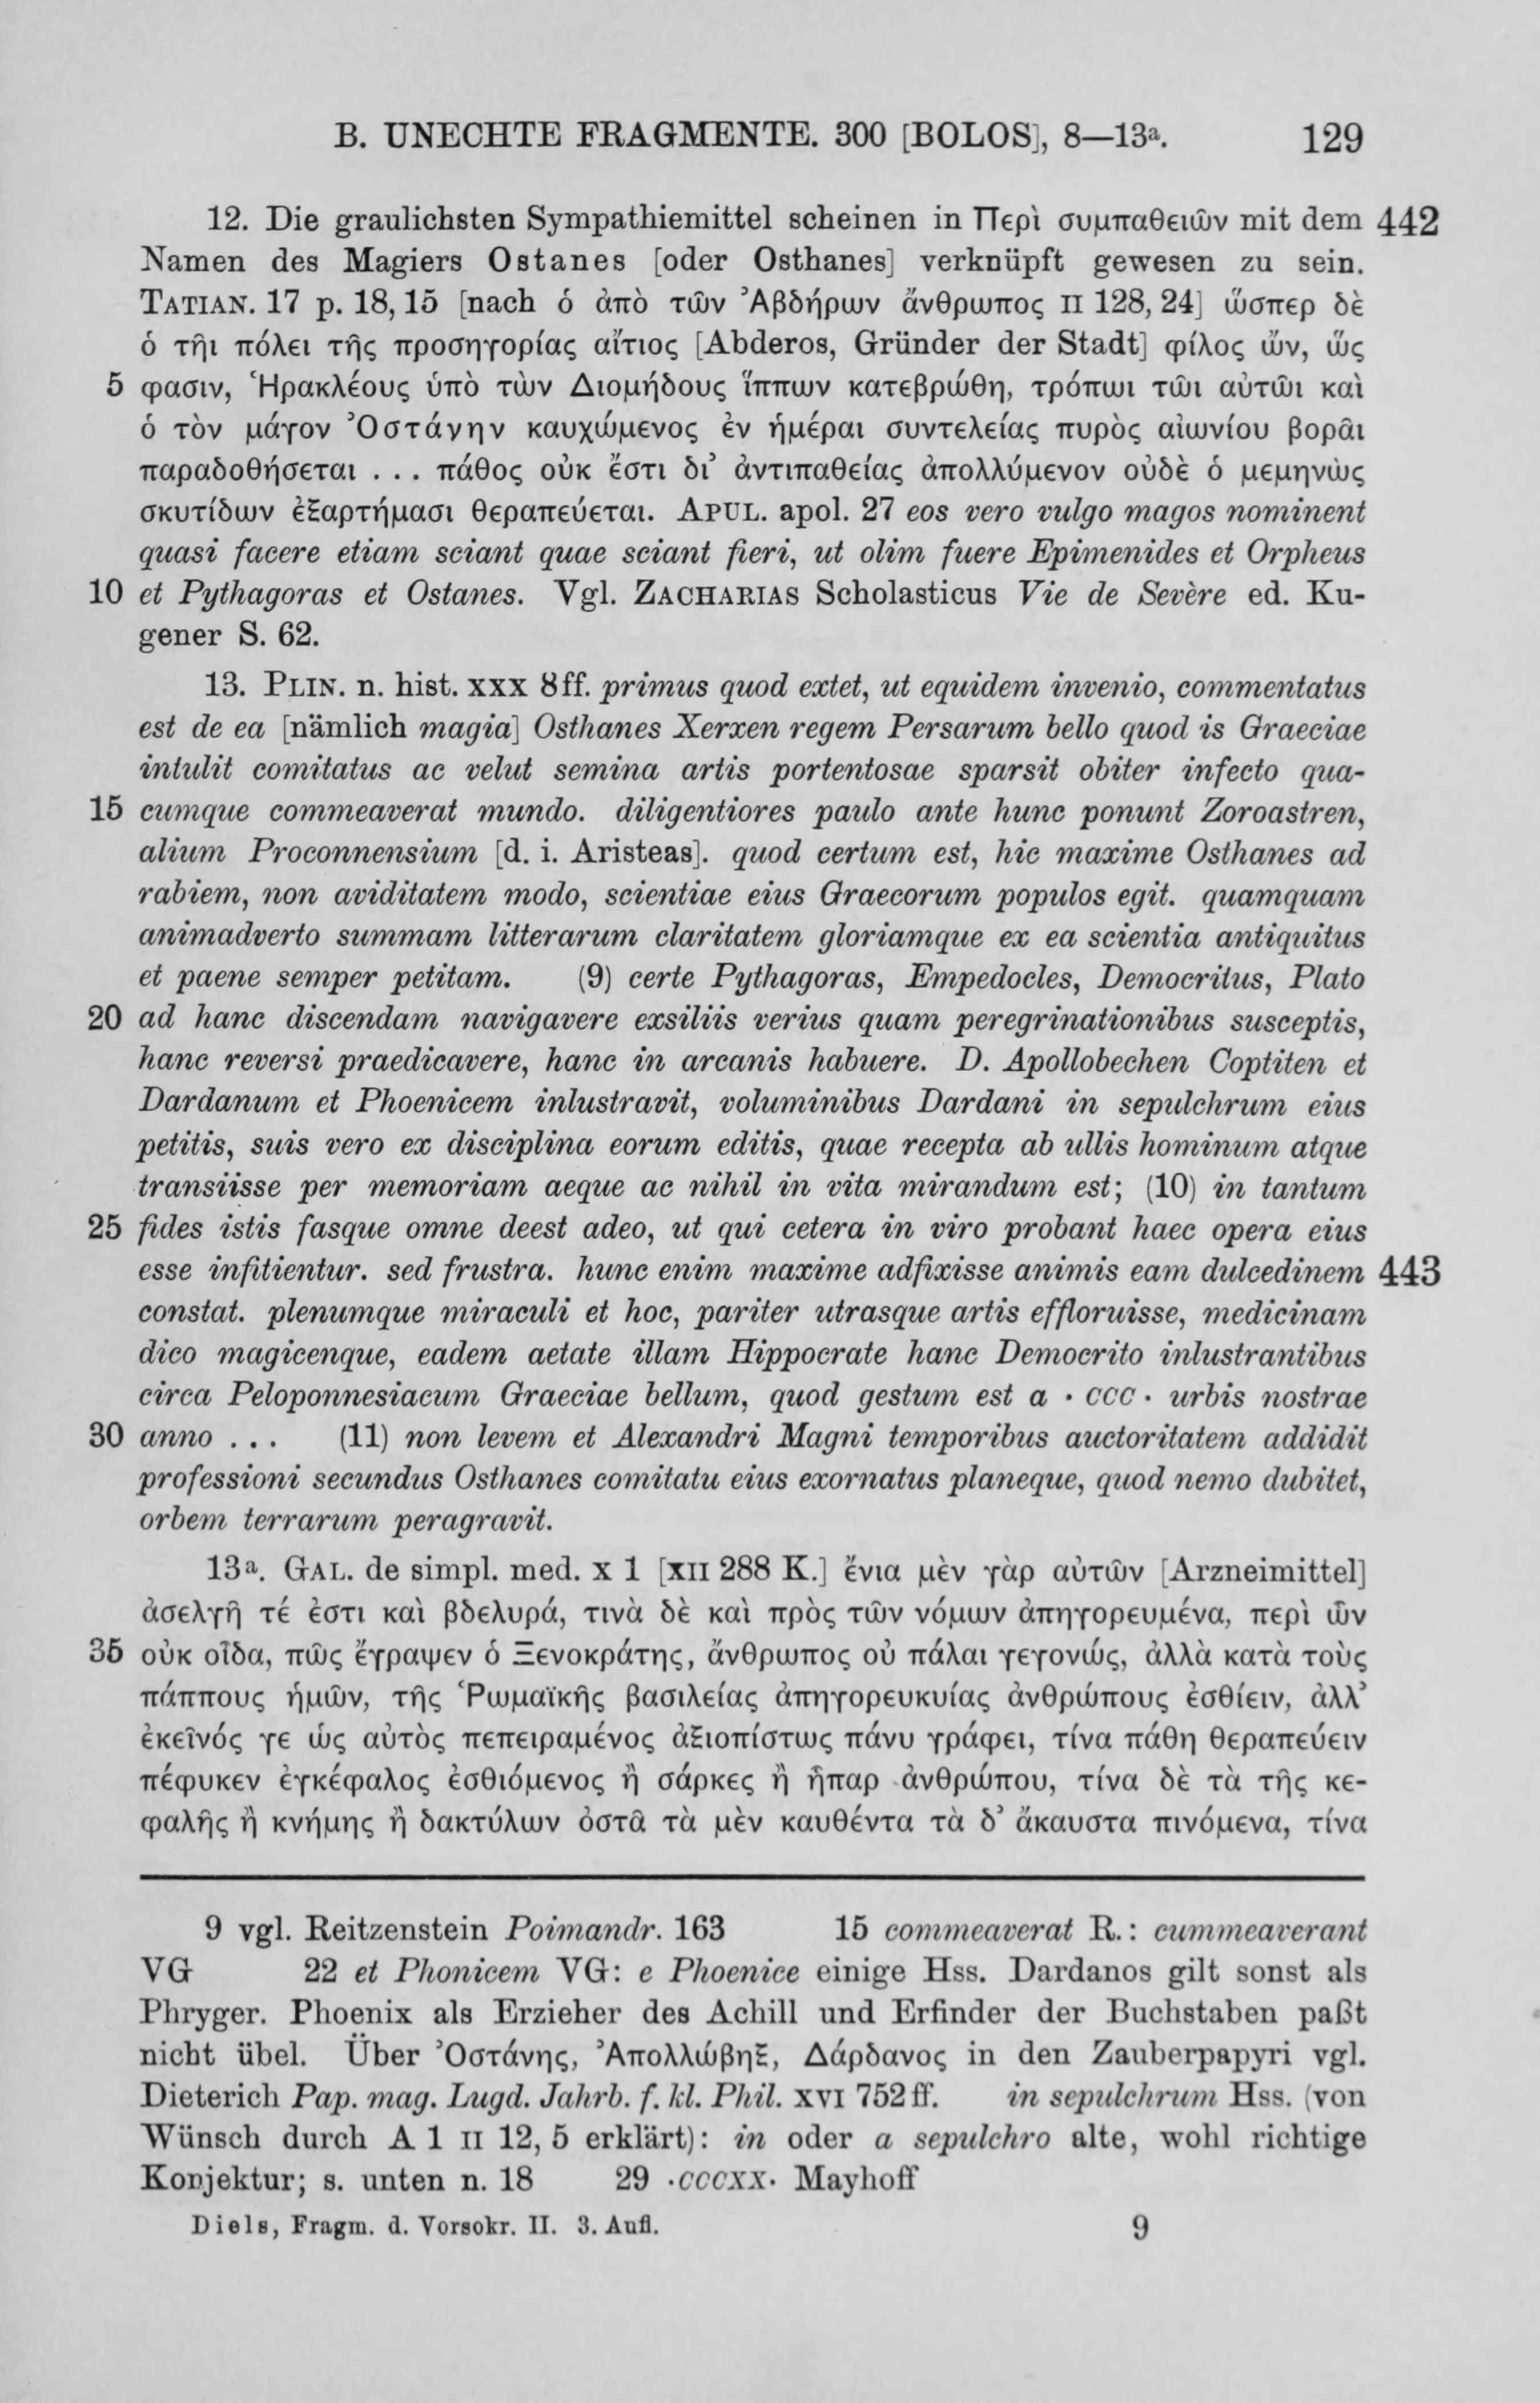 B. UNECHTE FRAGMENTE. 300 [BOLOS], 8—13a. 129
12. Die graulichsten Sympathiemittel scheinen in Περὶ συμπαθειῶν mit dem 442
Namen des Magiers Ostanes [oder Osthanes] verknüpft gewesen zu sein.
TATIAN. 17 p. 18, 15 [nach ὁ ἀπὸ τῶν Ἀβδήρων ἄνθρωπος II 128, 24] ὥσπερ δὲ
ὁ τῆι πόλει τῆς προσηγορίας αἴτιος [Abderos, Gründer der Stadt] φίλος ὤν, ὥς
5 φασιν, Ἡρακλέους ὑπὸ τὼν Διομήδους ἵππων κατεβρώθη, τρόπωι τῶι αὐτῶι καὶ
ὁ τὸν μάγον Ὀστάνην καυχώμενος ἐν ἡμέραι συντελείας πυρὸς αἰωνίου βορᾶι
παραδοθήσεται ... πάθος οὐκ ἔστι δι’ ἀντιπαθείας ἀπολλύμενον οὐδὲ ὁ μεμηνὼς
σκυτίδων ἐξαρτήμασι θεραπεύεται. APUL. apol. 27 eos vero vulgo magos nominent
quasi facere etiam sciant quae sciant fieri, ut olim fuere Epimenides et Orpheus
10 et Pythagoras et Ostanes. Vgl. ZACHARIAS Scholasticus Vie de Sevère ed. Ku-
gener S. 62.
13. PLIN. n. hist. XXX 8 ff. primus quod extet, ut equidem invenio, commentatus
est de ea [nämlich magia] Osthanes Xerxen regem Persarum bello quod is Graeciae
intulit comitatus ac velut semina artis portentosae sparsit obiter infecto qua-
15 cumque commeaverat mundo. diligentiores paulo ante hunc ponunt Zoroastren,
alium Proconnensium [d. i. Aristeas]. quod certum est, hic maxime Osthanes ad
rabiem, non aviditatem modo, scientiae eius Graecorum populos egit. quamquam
animadverto summam litterarum claritatem gloriamque ex ea scientia antiquitus
et paene semper petitam. (9) certe Pythagoras, Empedocles, Democritus, Plato
20 ad hanc discendam navigavere exsiliis verius quam peregrinationibus susceptis,
hanc reversi praedicavere, hanc in arcanis habuere. D. Apollobechen Coptiten et
Dardanum et Phoenicem inlustravit, voluminibus Dardani in sepulchrum eius
petitis, suis vero ex disciplina eorum editis, quae recepta ab ullis hominum atque
transiisse per memoriam aeque ac nihil in vita mirandum est; (10) in tantum
25 fides istis fasque omne deest adeo, ut qui cetera in viro probant haec opera eius
esse infitientur. sed frustra. hunc enim maxime adfixisse animis eam dulcedinem 443
constat. plenumque miraculi et hoc, pariter utrasque artis effloruisse, medicinam
dico magicenque, eadem aetate illam Hippocrate hanc Democrito inlustrantibus
circa Peloponnesiacum Graeciae bellum, quod gestum est a · CCC · urbis nostrae
30 anno ... (11) non levem et Alexandri Magni temporibus auctoritatem addidit
professioni secundus Osthanes comitatu eius exornatus planeque, quod nemo dubitet,
orbem terrarum peragravit.
13a. GAL. de simpl. med. X 1 [XII 288 K.] ἔνια μὲν γὰρ αὐτῶν [Arzneimittel]
ἀσελγῆ τέ ἐστι καὶ βδελυρά, τινὰ δὲ καὶ πρὸς τῶν νόμων ἀπηγορευμένα, περὶ ὧν
35 οὐκ οἶδα, πῶς ἔγραψεν ὁ Ξενοκράτης, ἄνθρωπος οὐ πάλαι γεγονώς, ἀλλὰ κατὰ τοὺς
πάππους ἡμῶν, τῆς Ῥωμαϊκῆς βασιλείας ἀπηγορευκυίας ἀνθρώπους ἐσθίειν, ἀλλ’
ἐκεῖνός γε ὡς αὐτὸς πεπειραμένος ἀξιοπίστως πάνυ γράφει, τίνα πάθη θεραπεύειν
πέφυκεν ἐγκέφαλος ἐσθιόμενος ἢ σάρκες ἢ ἧπαρ ἀνθρώπου, τίνα δὲ τὰ τῆς κε-
φαλῆς ἢ κνήμης ἢ δακτύλων ὀστᾶ τὰ μὲν καυθέντα τὰ δ’ ἄκαυστα πινόμενα, τίνα
9 vgl. Reitzenstein Poimandr. 163 15 commeaverat R.: cummeaverant
VG 22 et Phonicem VG: e Phoenice einige Hss. Dardanos gilt sonst als
Phryger. Phoenix als Erzieher des Achill und Erfinder der Buchstaben paßt
nicht übel. Über Ὀστάνης, Ἀπολλώβηξ, Δάρδανος in den Zauberpapyri vgl.
Dieterich Pap. mag. Lugd. Jahrb. f. kl. Phil. XVI 752 ff. in sepulchrum Hss. (von
Wünsch durch A 1 II 12, 5 erklärt): in oder a sepulchro alte, wohl richtige
Konjektur; s. unten n. 18 29 ·CCCXX· Mayhoff
Diels, Fragm. d. Vorsokr. II. 3. Aufl. 9